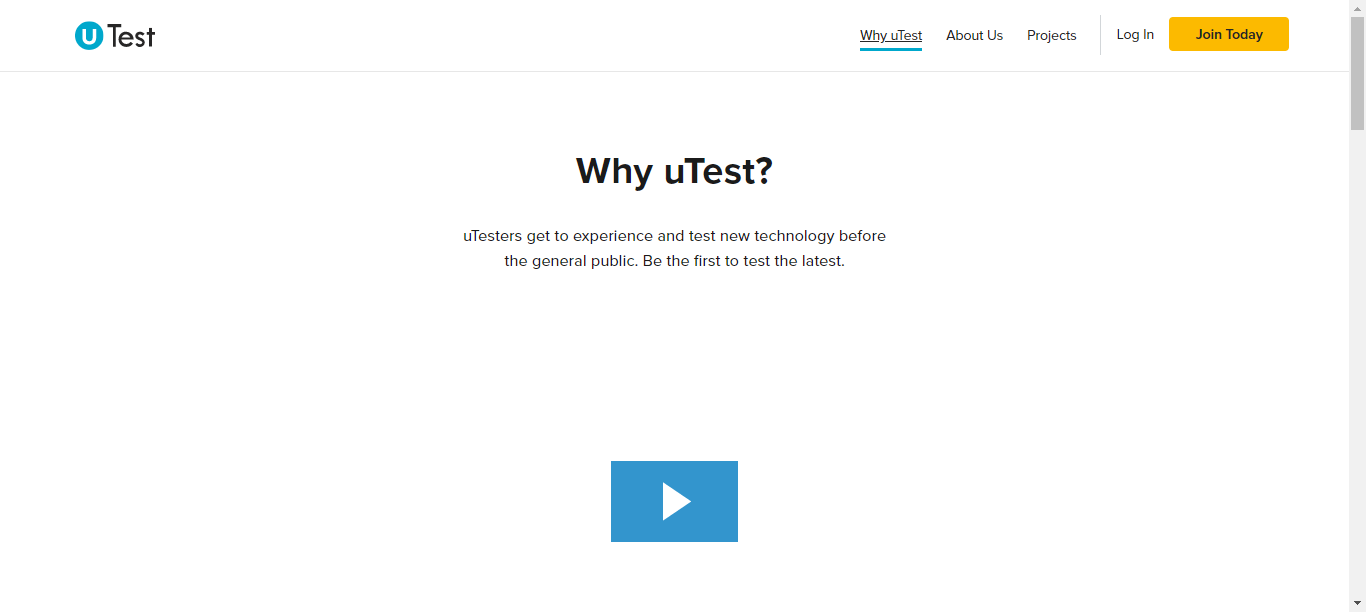 u Test
Why uTest
About Us
Projects
Log In
Join Today
Why uTest?
uTesters get to experience and test new technology before
the general public. Be the first to test the latest.